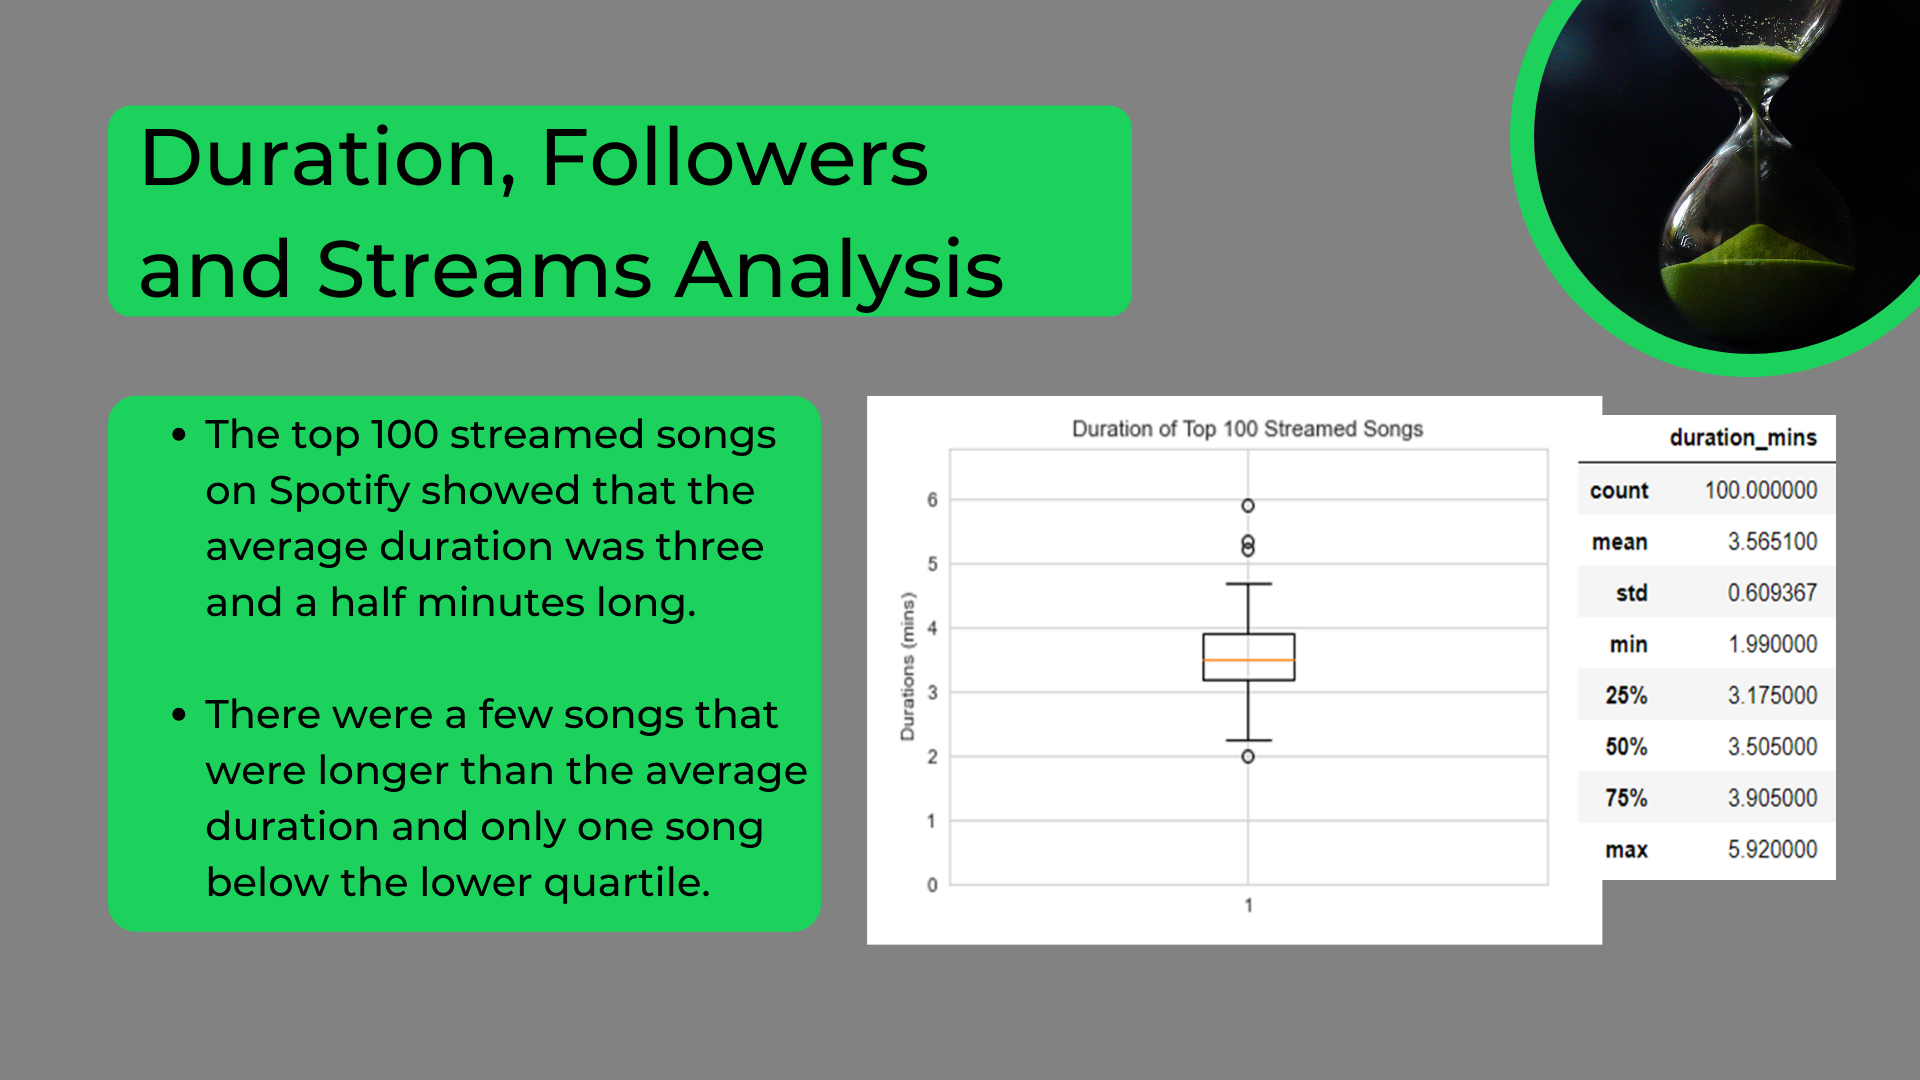 Duration, Followers
and Streams Analysis
• The top 100 streamed songs
on Spotify showed that the
average duration was three
and a half minutes long.
• There were a few songs that
were longer than the average
duration and only one song
below the lower quartile.
Duration of Top 100 Streamed Songs
Durations (mins)
6
5
4
3
2
1
0
1
duration_mins
count 100.000000
mean 3.565100
std 0.609367
min 1.990000
25% 3.175000
50% 3.505000
75% 3.905000
max 5.920000